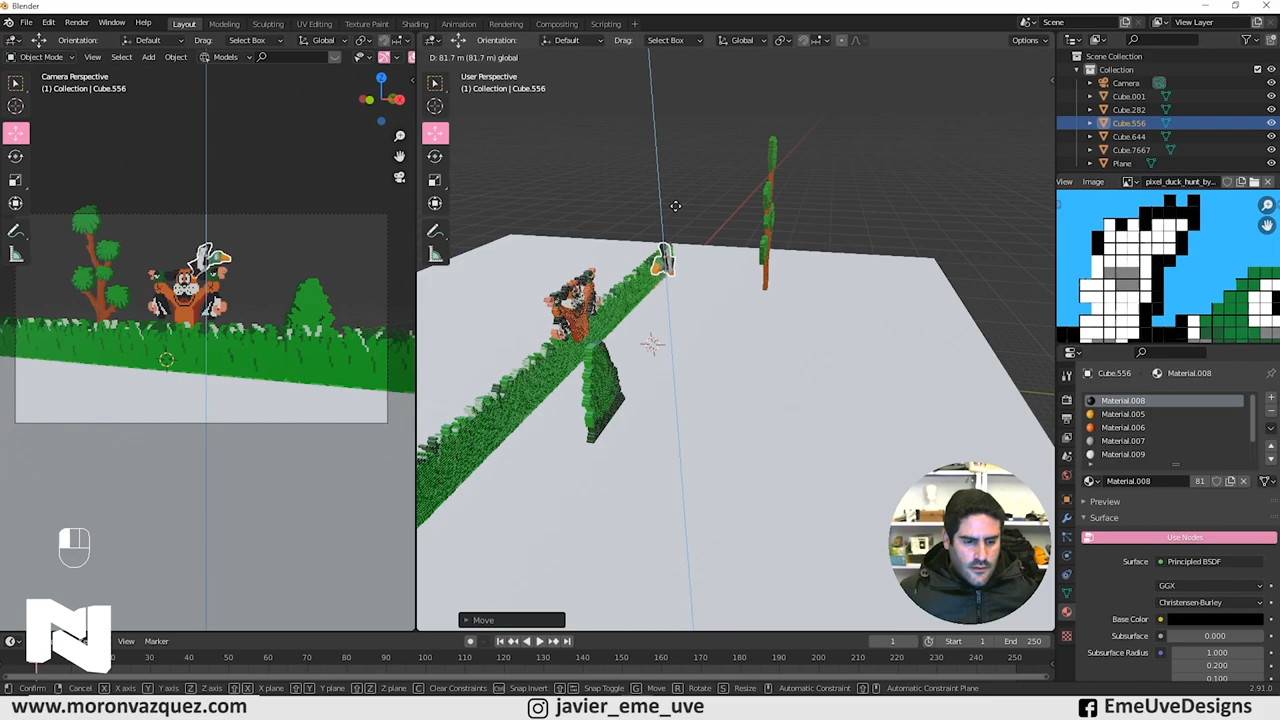 Blender
File Edit Render Window Help Layout Modeling Sculpting UV Editing Texture Paint Shading Animation Rendering Compositing Scripting + Scene View Layer
Orientation: Default Drag: Select Box Global
Orientation: Default Drag: Select Box Global Options
Object Mode View Select Add Object Models
D: 81.7 m (81.7 m) global
Camera Perspective
(1) Collection | Cube.556
User Perspective
(1) Collection | Cube.556
Scene Collection
Collection
Camera
Cube.001
Cube.282
Cube.556
Cube.644
Cube.7667
Plane
View Image pixel_duck_hunt_by...
Cube.556 Material.008
Material.008
Material.005
Material.006
Material.007
Material.009
Material.008 81
Preview
Surface
Use Nodes
Surface Principled BSDF
GGX
Christensen-Burley
Base Color
Subsurface 0.000
Subsurface Radius 1.000
0.200
0.100
Move
View Marker 1 Start 1 End 250
30 40 50 60 70 80 90 100 110 120 130 140 150 160 170 180 190 200 210 220 230 240 250
Confirm Cancel X X axis Y Y axis Z Z axis X X plane Y Y plane Z Z plane C Clear Constraints Snap Invert Snap Toggle G Move R Rotate S Resize Automatic Constraint Automatic Constraint Plane 2.91.0
N
www.moronvazquez.com javier_eme_uve EmeUveDesigns